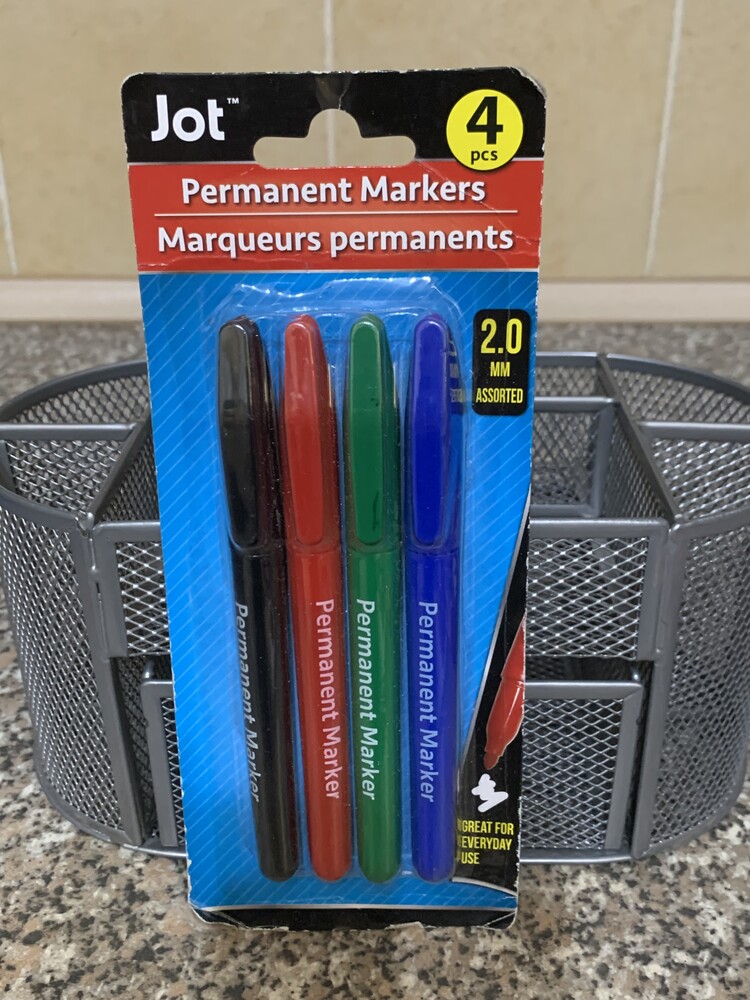 Jot™
4
pcs
Permanent Markers
Marqueurs permanents
2.0
MM
ASSORTED
Permanent Marker
Permanent Marker
Permanent Marker
Permanent Marker
GREAT FOR
EVERYDAY
USE